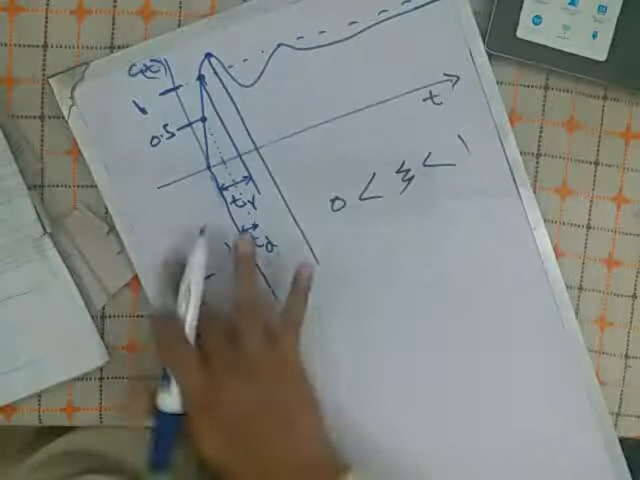 c(t)
1
0.5
t
0 < ξ < 1
tr
td